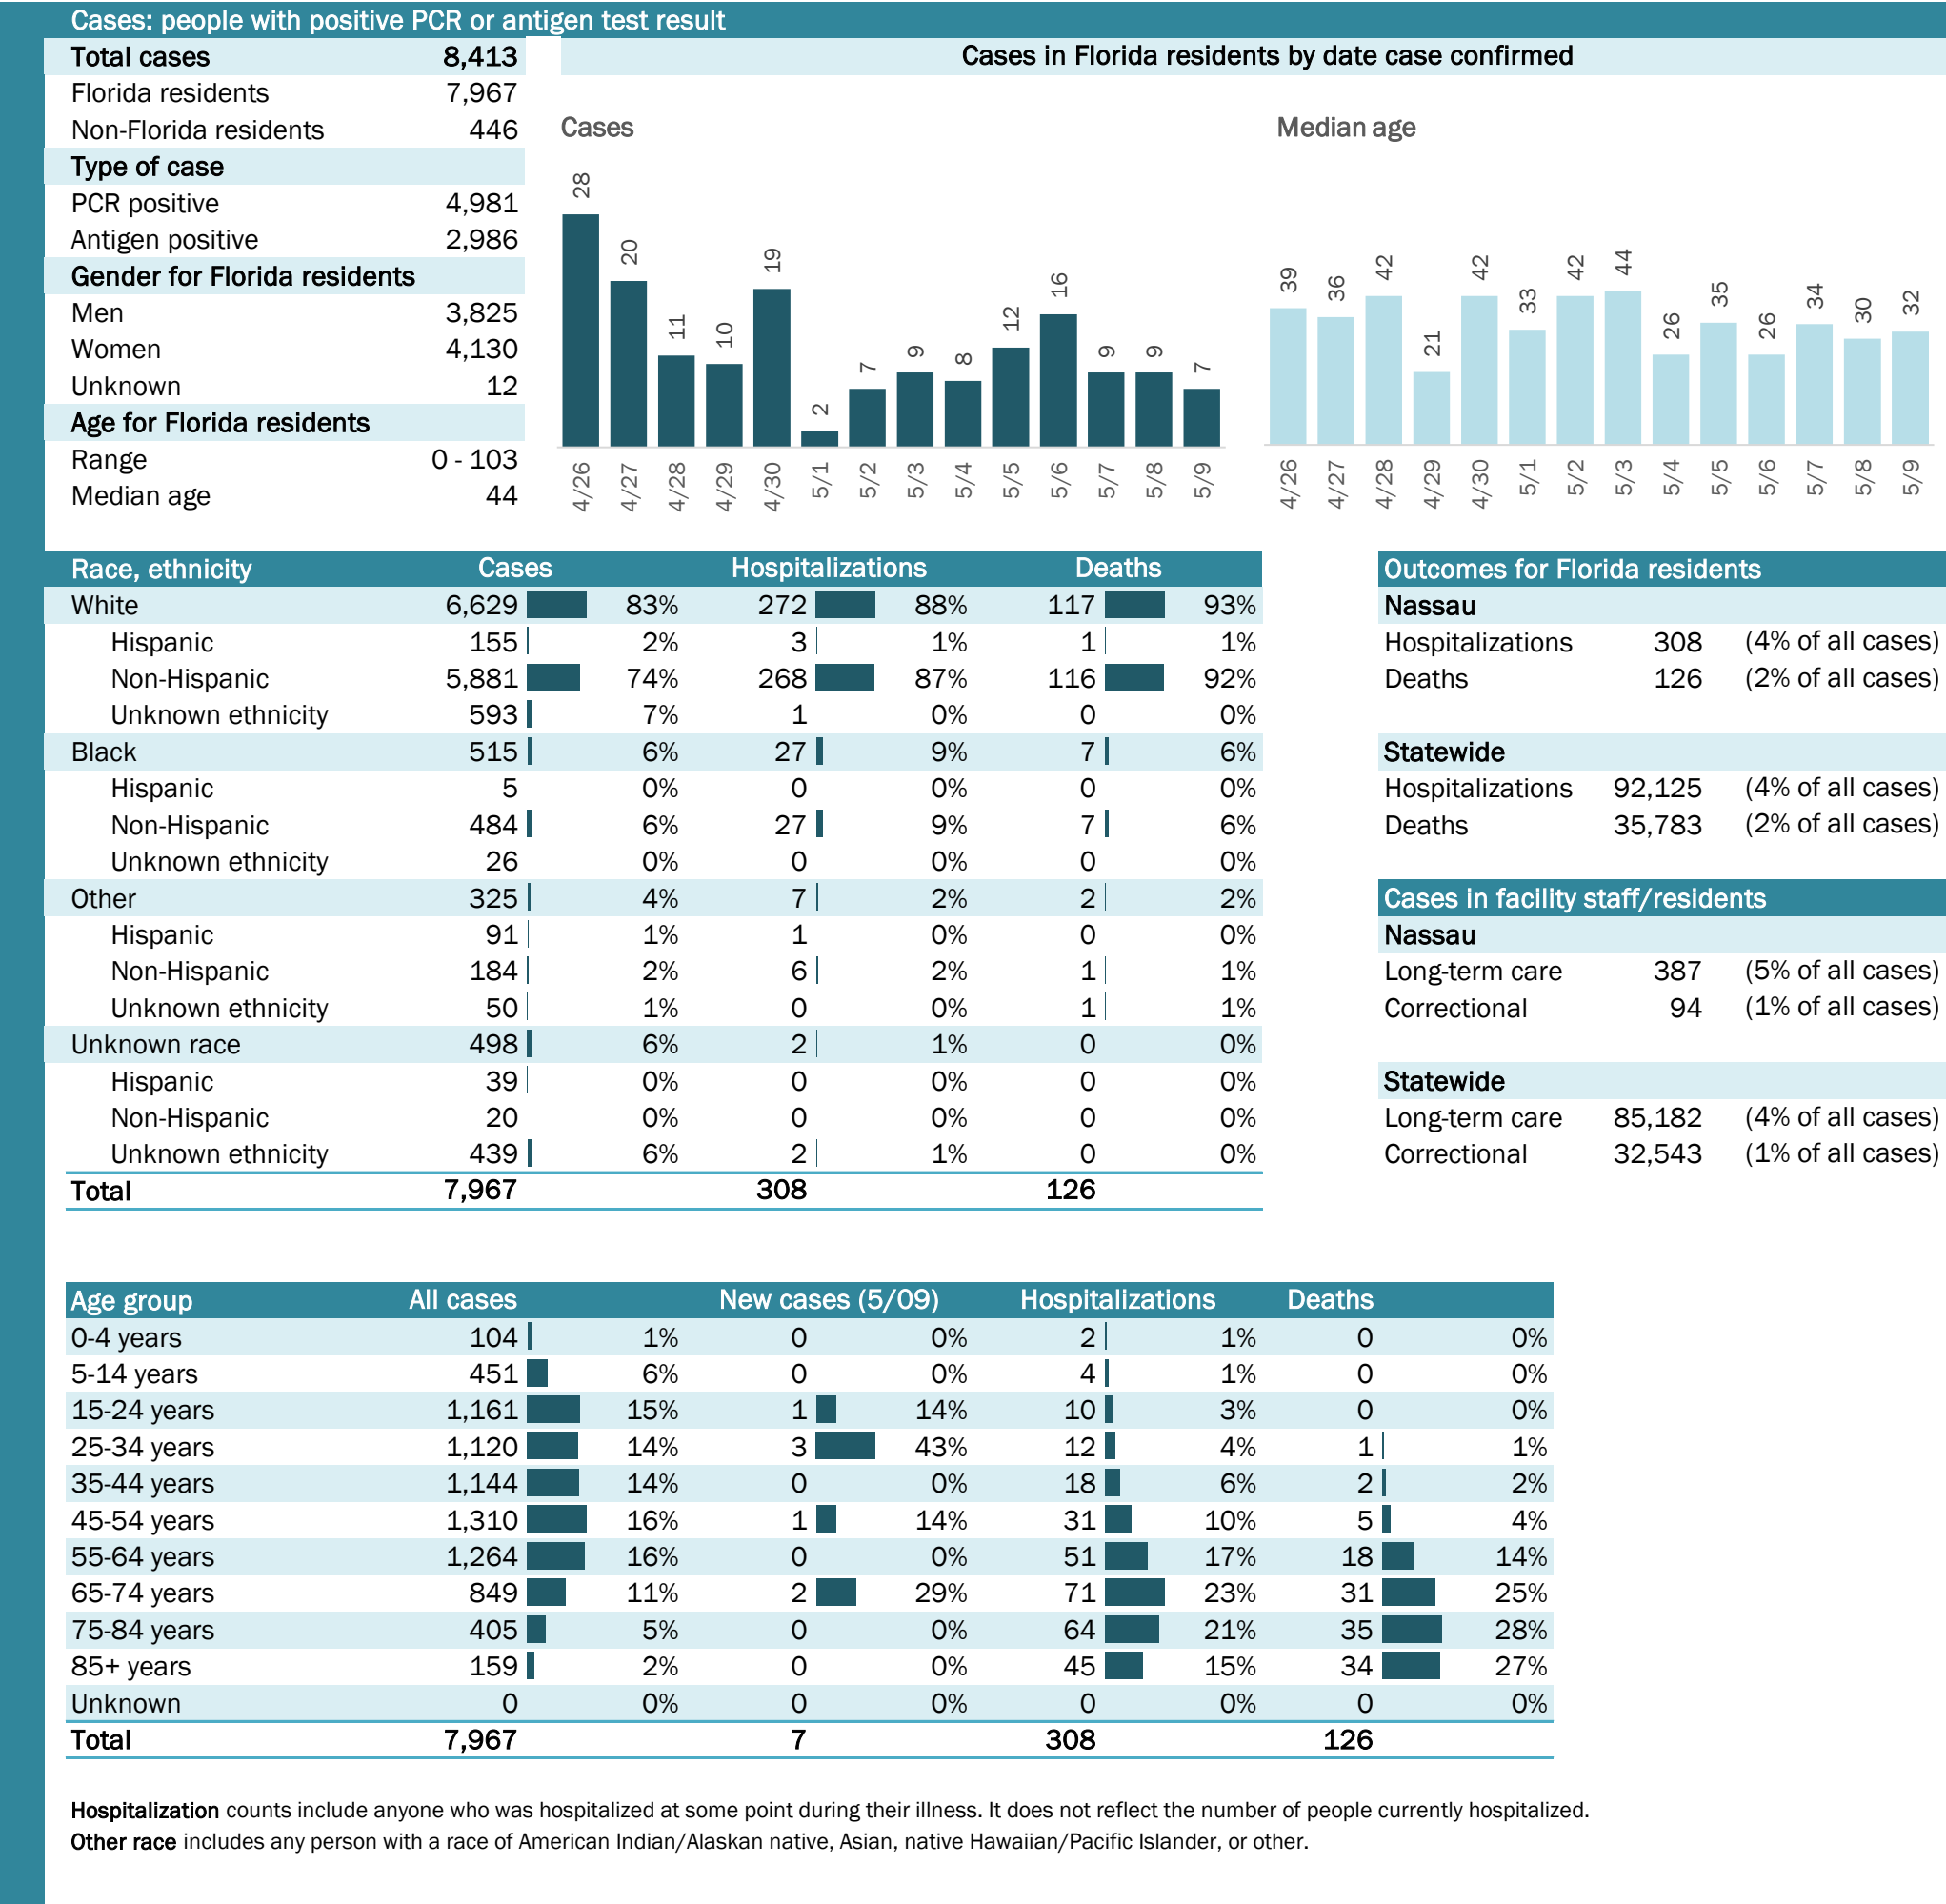 Cases: people with positive PCR or antigen test result
Total cases 8,413
Florida residents 7,967
Non-Florida residents 446
Type of case
PCR positive 4,981
Antigen positive 2,986
Gender for Florida residents
Men 3,825
Women 4,130
Unknown 12
Age for Florida residents
Range 0 - 103
Median age 44
Cases in Florida residents by date case confirmed
Cases
28 20 11 10 19 2 7 9 8 12 16 9 9 7
4/26 4/27 4/28 4/29 4/30 5/1 5/2 5/3 5/4 5/5 5/6 5/7 5/8 5/9
Median age
39 36 42 21 42 33 42 44 26 35 26 34 30 32
4/26 4/27 4/28 4/29 4/30 5/1 5/2 5/3 5/4 5/5 5/6 5/7 5/8 5/9
Race, ethnicity Cases Hospitalizations Deaths
White 6,629 83% 272 88% 117 93%
Hispanic 155 2% 3 1% 1 1%
Non-Hispanic 5,881 74% 268 87% 116 92%
Unknown ethnicity 593 7% 1 0% 0 0%
Black 515 6% 27 9% 7 6%
Hispanic 5 0% 0 0% 0 0%
Non-Hispanic 484 6% 27 9% 7 6%
Unknown ethnicity 26 0% 0 0% 0 0%
Other 325 4% 7 2% 2 2%
Hispanic 91 1% 1 0% 0 0%
Non-Hispanic 184 2% 6 2% 1 1%
Unknown ethnicity 50 1% 0 0% 1 1%
Unknown race 498 6% 2 1% 0 0%
Hispanic 39 0% 0 0% 0 0%
Non-Hispanic 20 0% 0 0% 0 0%
Unknown ethnicity 439 6% 2 1% 0 0%
Total 7,967 308 126
Outcomes for Florida residents
Nassau
Hospitalizations 308 (4% of all cases)
Deaths 126 (2% of all cases)
Statewide
Hospitalizations 92,125 (4% of all cases)
Deaths 35,783 (2% of all cases)
Cases in facility staff/residents
Nassau
Long-term care 387 (5% of all cases)
Correctional 94 (1% of all cases)
Statewide
Long-term care 85,182 (4% of all cases)
Correctional 32,543 (1% of all cases)
Age group All cases New cases (5/09) Hospitalizations Deaths
0-4 years 104 1% 0 0% 2 1% 0 0%
5-14 years 451 6% 0 0% 4 1% 0 0%
15-24 years 1,161 15% 1 14% 10 3% 0 0%
25-34 years 1,120 14% 3 43% 12 4% 1 1%
35-44 years 1,144 14% 0 0% 18 6% 2 2%
45-54 years 1,310 16% 1 14% 31 10% 5 4%
55-64 years 1,264 16% 0 0% 51 17% 18 14%
65-74 years 849 11% 2 29% 71 23% 31 25%
75-84 years 405 5% 0 0% 64 21% 35 28%
85+ years 159 2% 0 0% 45 15% 34 27%
Unknown 0 0% 0 0% 0 0% 0 0%
Total 7,967 7 308 126
Hospitalization counts include anyone who was hospitalized at some point during their illness. It does not reflect the number of people currently hospitalized.
Other race includes any person with a race of American Indian/Alaskan native, Asian, native Hawaiian/Pacific Islander, or other.